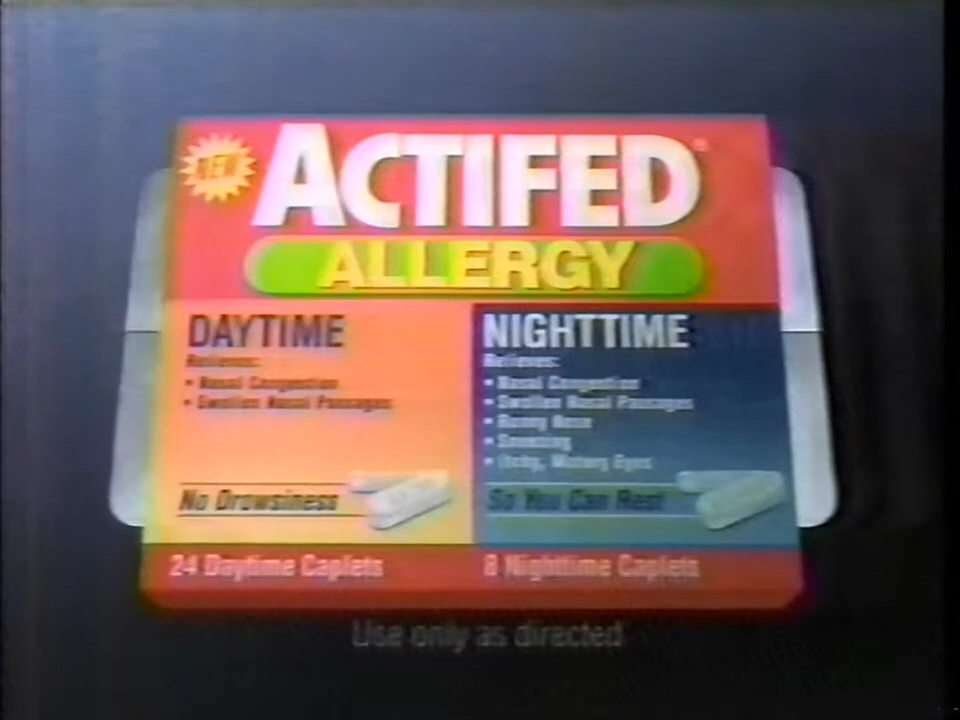 NEW
ACTIFED®
ALLERGY
DAYTIME
Relieves:
• Nasal Congestion
• Swollen Nasal Passages
No Drowsiness
24 Daytime Caplets
NIGHTTIME
Relieves:
• Nasal Congestion
• Swollen Nasal Passages
• Runny Nose
• Sneezing
• Itchy, Watery Eyes
So You Can Rest
8 Nighttime Caplets
Use only as directed